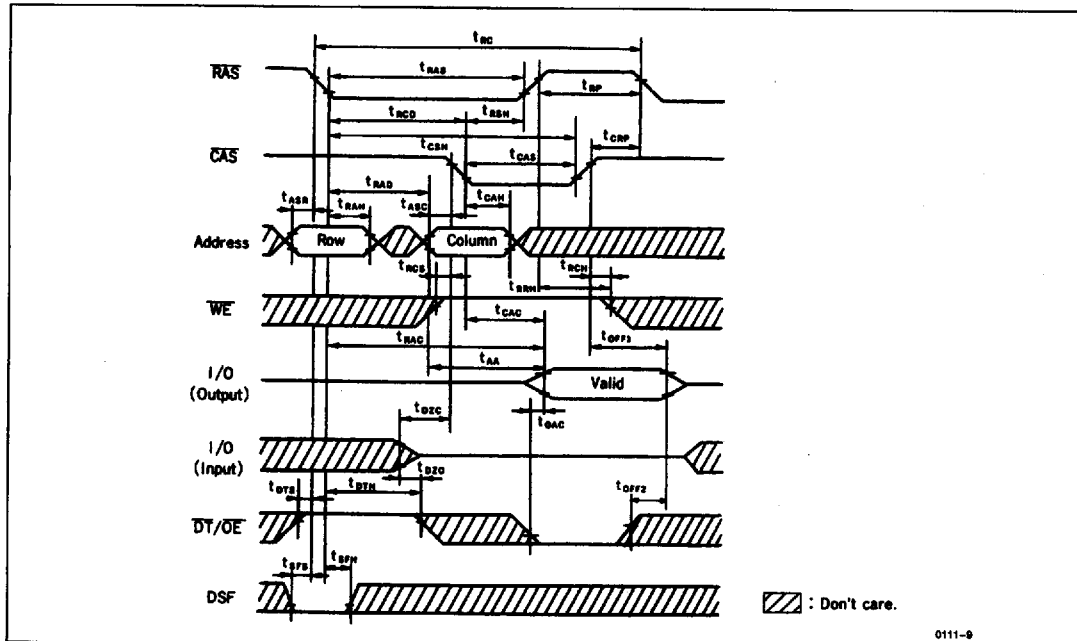 tRC
RAS
tRAS
tRP
tRCD
tRSH
tCSH
tCRP
CAS
tCAS
tRAD
tASR
tRAH
tASC
tCAH
Address
Row
Column
tRCS
tRCH
tRRH
WE
tCAC
tRAC
tOFF1
tAA
I/O
(Output)
Valid
tDZC
tOAC
I/O
(Input)
tDZO
tDTS
tDTH
tOFF2
DT/OE
tSFS
tSFH
DSF
: Don't care.
0111-9